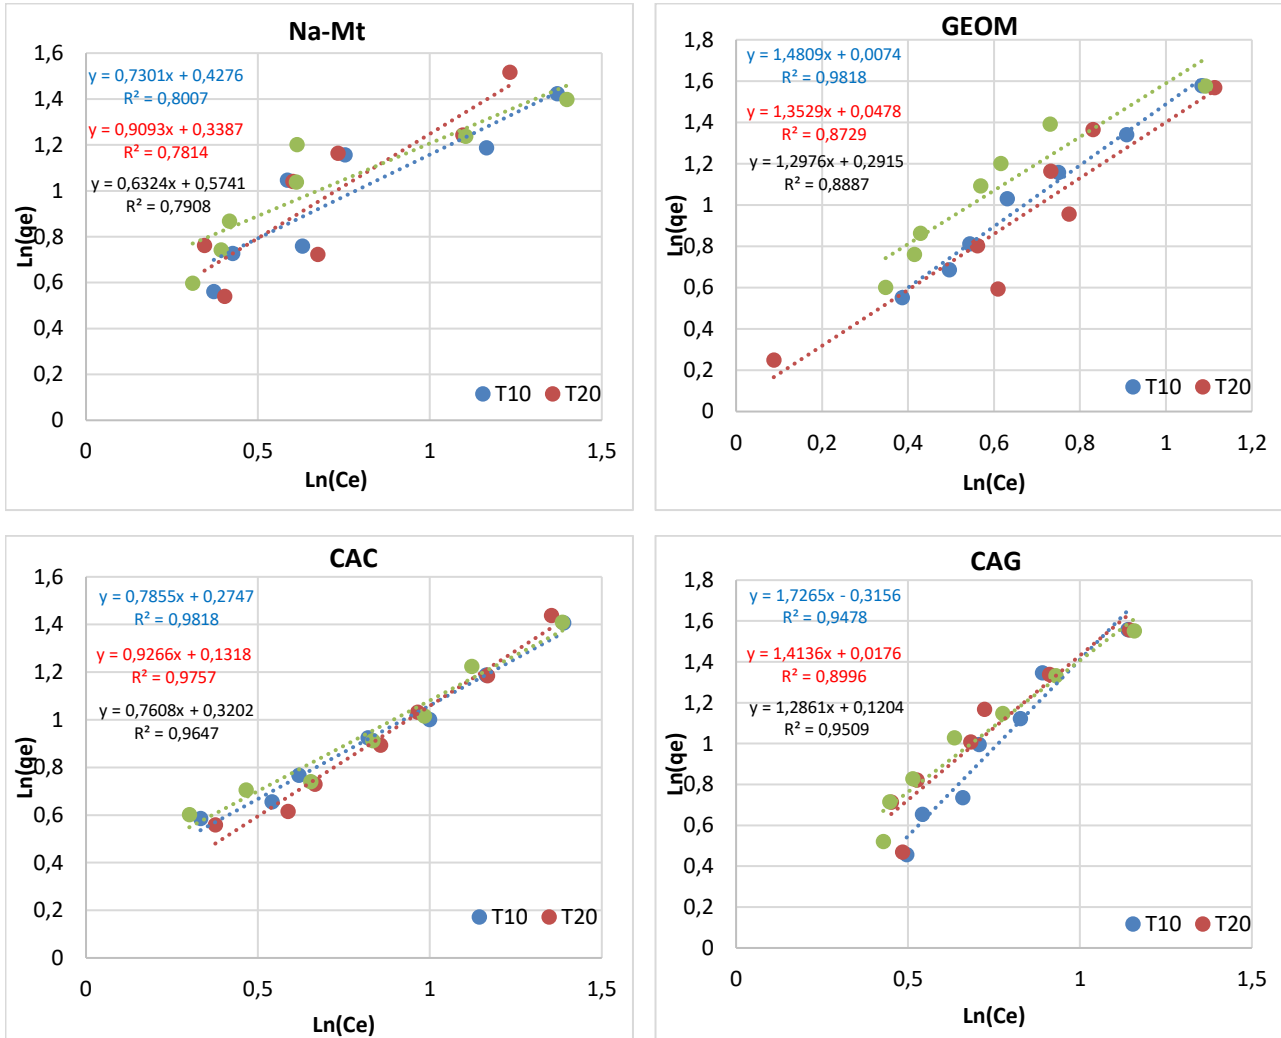 Na-Mt
y = 0,7301x + 0,4276
R² = 0,8007
y = 0,9093x + 0,3387
R² = 0,7814
y = 0,6324x + 0,5741
R² = 0,7908
1,6
1,4
1,2
1
0,8
0,6
0,4
0,2
0
Ln(qe)
T10 T20
0 0,5 1 1,5
Ln(Ce)
GEOM
y = 1,4809x + 0,0074
R² = 0,9818
y = 1,3529x + 0,0478
R² = 0,8729
y = 1,2976x + 0,2915
R² = 0,8887
1,8
1,6
1,4
1,2
1
0,8
0,6
0,4
0,2
0
Ln(qe)
T10 T20
0 0,2 0,4 0,6 0,8 1 1,2
Ln(Ce)
CAC
y = 0,7855x + 0,2747
R² = 0,9818
y = 0,9266x + 0,1318
R² = 0,9757
y = 0,7608x + 0,3202
R² = 0,9647
1,6
1,4
1,2
1
0,8
0,6
0,4
0,2
0
Ln(qe)
T10 T20
0 0,5 1 1,5
Ln(Ce)
CAG
y = 1,7265x - 0,3156
R² = 0,9478
y = 1,4136x + 0,0176
R² = 0,8996
y = 1,2861x + 0,1204
R² = 0,9509
1,8
1,6
1,4
1,2
1
0,8
0,6
0,4
0,2
0
Ln(qe)
T10 T20
0 0,5 1 1,5
Ln(Ce)